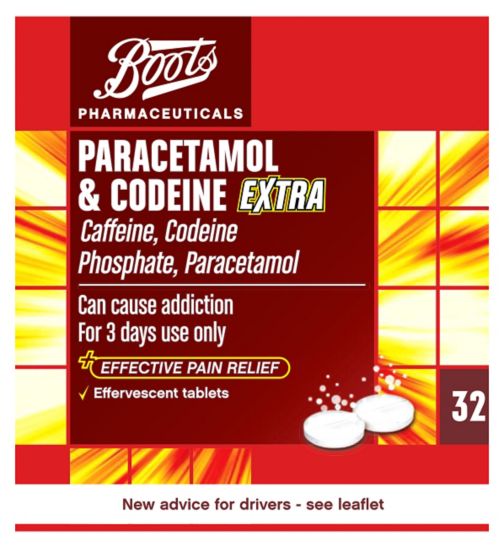 Boots
PHARMACEUTICALS
PARACETAMOL
& CODEINE EXTRA
Caffeine, Codeine
Phosphate, Paracetamol
Can cause addiction
For 3 days use only
+ EFFECTIVE PAIN RELIEF
✓ Effervescent tablets
32
New advice for drivers - see leaflet